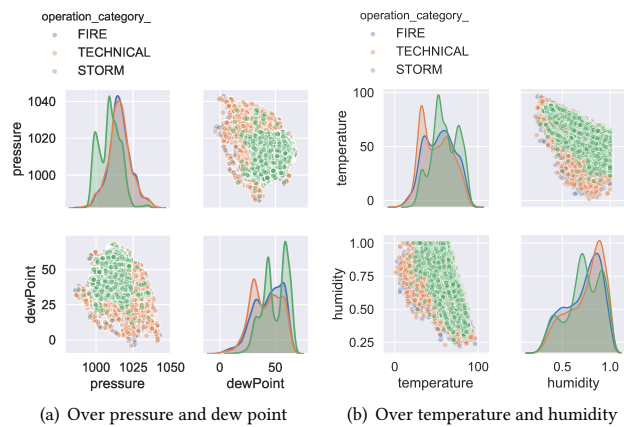 operation_category_
FIRE
TECHNICAL
STORM
1040
1020
1000
pressure
50
25
0
dewPoint
1000 1025 1050
pressure
0 50
dewPoint
(a) Over pressure and dew point
operation_category_
FIRE
TECHNICAL
STORM
100
50
0
temperature
1.00
0.75
0.50
0.25
humidity
0 50 100
temperature
0.5 1.0
humidity
(b) Over temperature and humidity